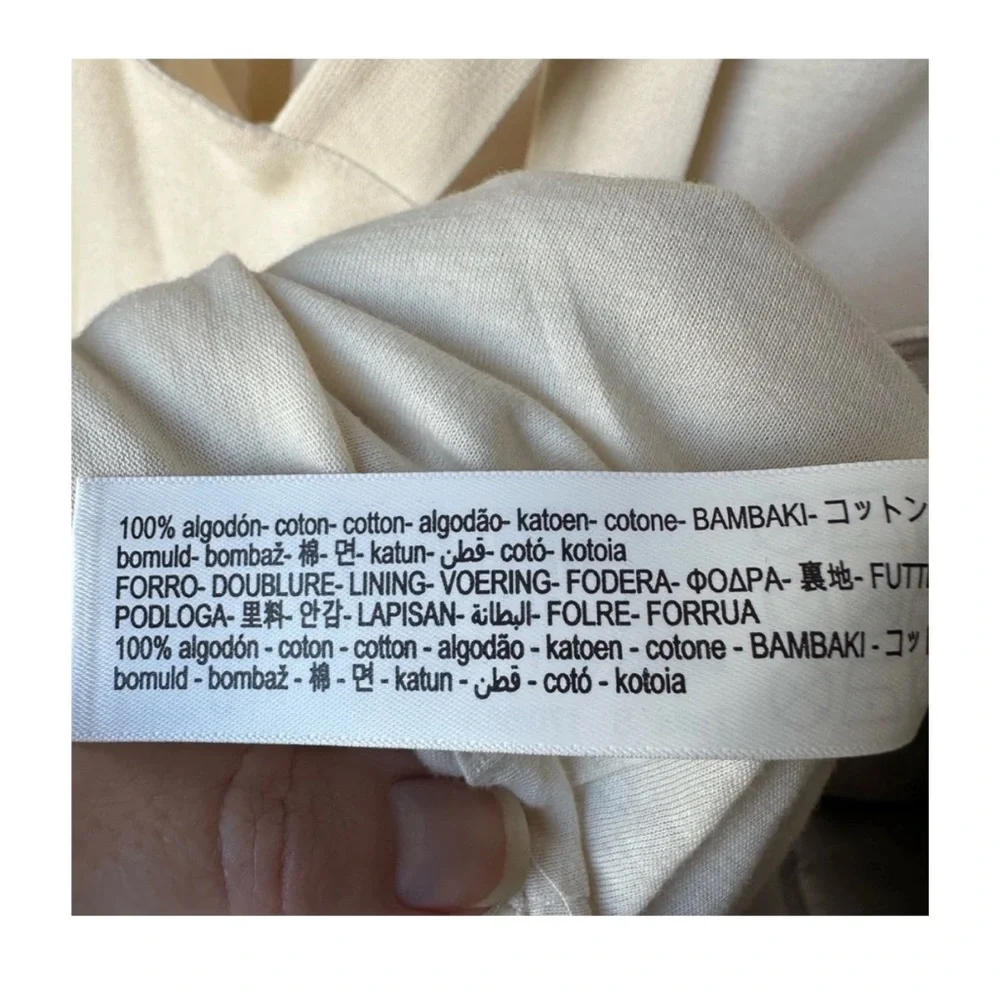 100% algodón- coton- cotton- algodão- katoen- cotone- BAMBAKI- コットン
bomuld- bombaž- 棉- 면- katun- قطن- cotó- kotoia
FORRO- DOUBLURE- LINING- VOERING- FODERA- ΦΟΔΡΑ- 裏地- FUTT
PODLOGA- 里料- 안감- LAPISAN- البطانة- FOLRE- FORRUA
100% algodón - coton - cotton - algodão - katoen - cotone - BAMBAKI - コッ
bomuld - bombaž - 棉 - 면 - katun - قطن - cotó - kotoia